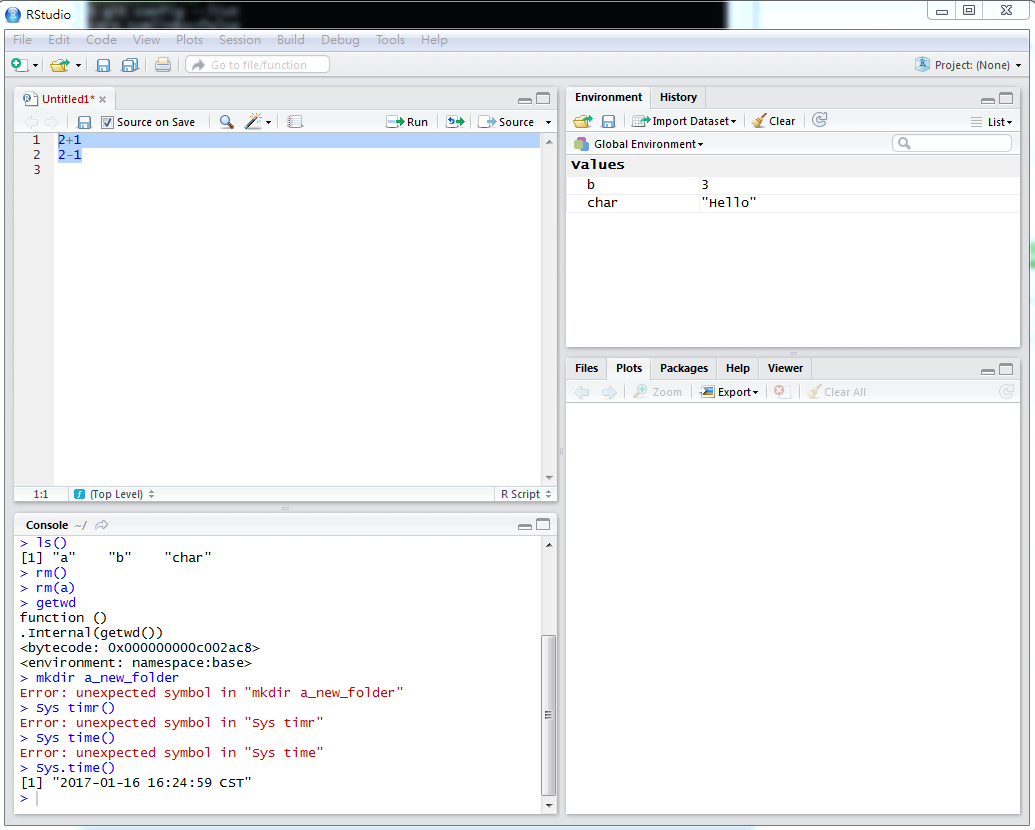 RStudio
File Edit Code View Plots Session Build Debug Tools Help
Go to file/function
Project: (None)
Untitled1*
Source on Save
Run
Source
1 2+1
2 2-1
3
1:1
(Top Level)
R Script
Console ~/
> ls()
[1] "a" "b" "char"
> rm()
> rm(a)
> getwd
function ()
.Internal(getwd())
<bytecode: 0x000000000c002ac8>
<environment: namespace:base>
> mkdir a_new_folder
Error: unexpected symbol in "mkdir a_new_folder"
> Sys timr()
Error: unexpected symbol in "Sys timr"
> Sys time()
Error: unexpected symbol in "Sys time"
> Sys.time()
[1] "2017-01-16 16:24:59 CST"
>
Environment History
Import Dataset Clear List
Global Environment
Values
b 3
char "Hello"
Files Plots Packages Help Viewer
Zoom Export Clear All